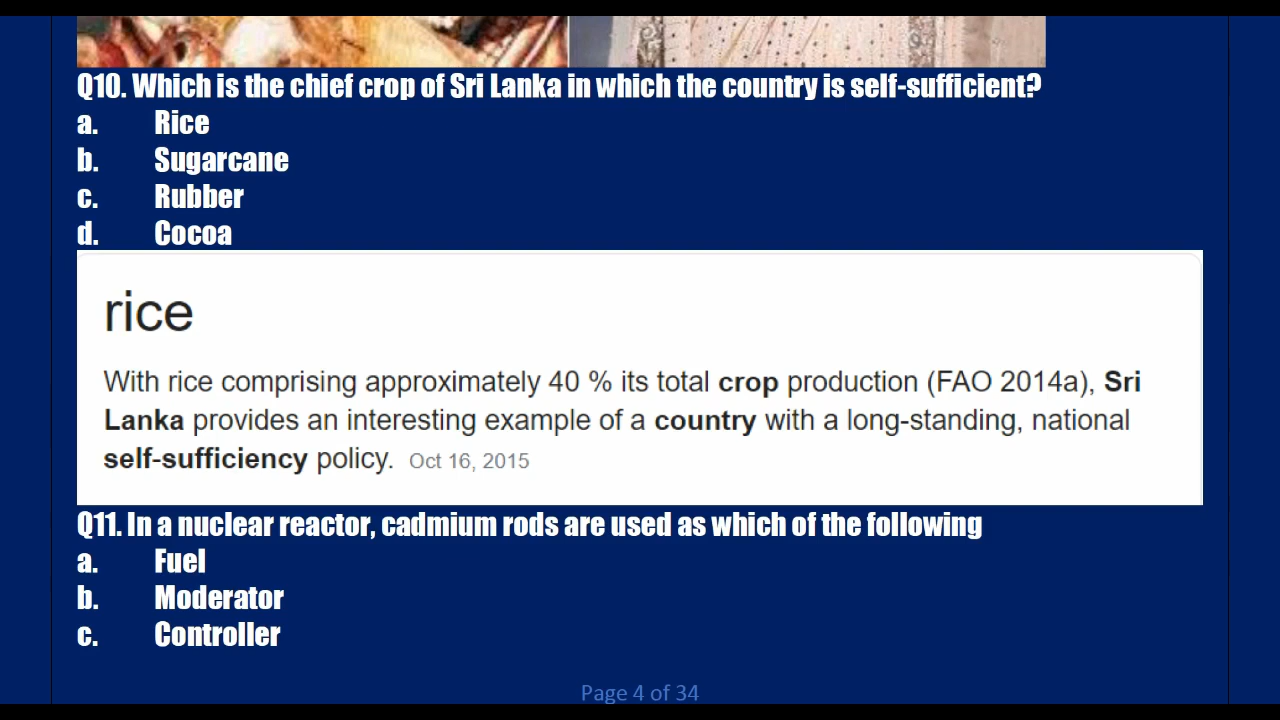 Q10. Which is the chief crop of Sri Lanka in which the country is self-sufficient?
a. Rice
b. Sugarcane
c. Rubber
d. Cocoa
rice
With rice comprising approximately 40 % its total crop production (FAO 2014a), Sri
Lanka provides an interesting example of a country with a long-standing, national
self-sufficiency policy. Oct 16, 2015
Q11. In a nuclear reactor, cadmium rods are used as which of the following
a. Fuel
b. Moderator
c. Controller
Page 4 of 34